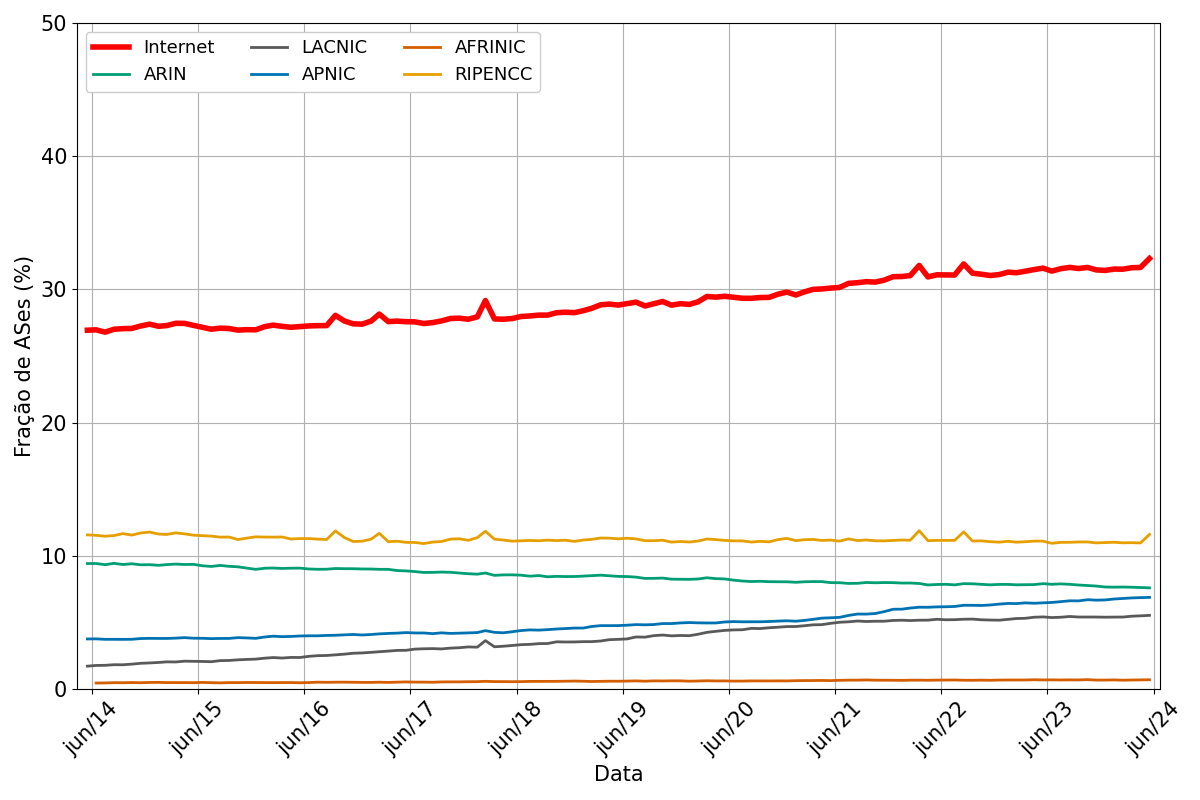 Internet
ARIN
LACNIC
APNIC
AFRINIC
RIPENCC
50
40
30
20
10
0
Fração de ASes (%)
jun/14
jun/15
jun/16
jun/17
jun/18
jun/19
jun/20
jun/21
jun/22
jun/23
jun/24
Data